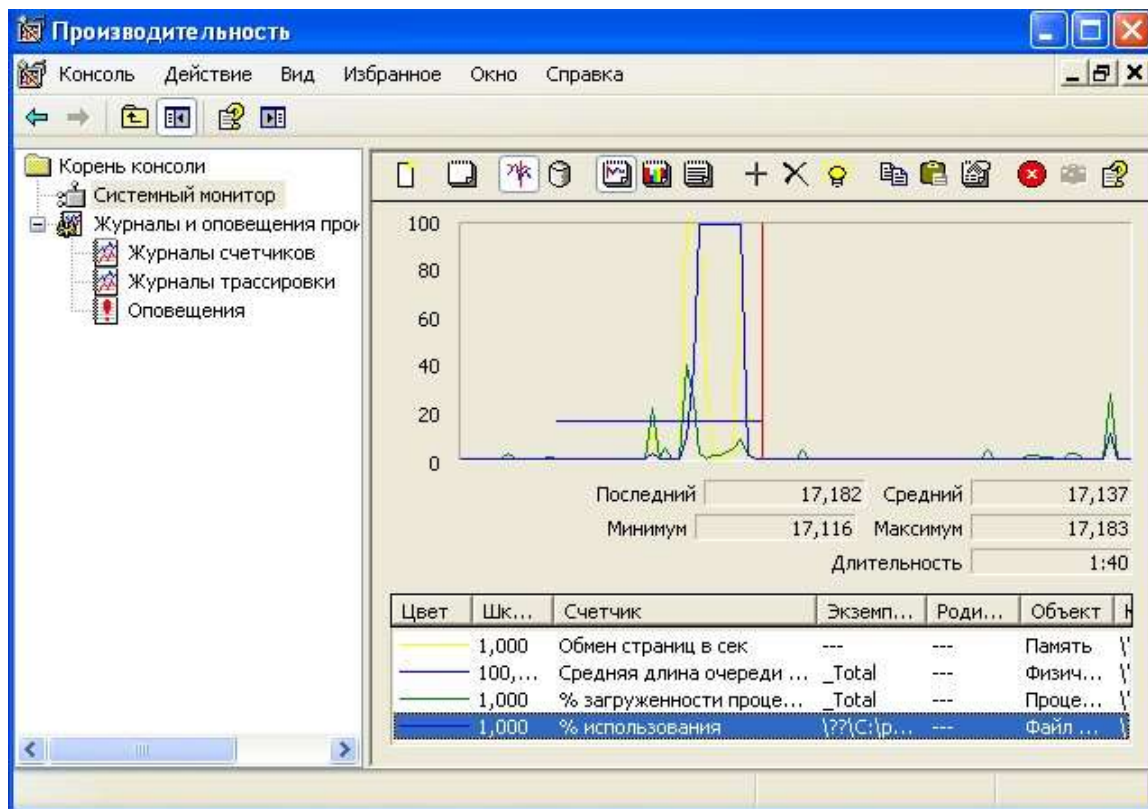 Производительность
Консоль Действие Вид Избранное Окно Справка
Корень консоли
Системный монитор
Журналы и оповещения прои
Журналы счетчиков
Журналы трассировки
Оповещения
100
80
60
40
20
0
Последний 17,182 Средний 17,137
Минимум 17,116 Максимум 17,183
Длительность 1:40
Цвет Шк... Счетчик Экземп... Роди... Объект
1,000 Обмен страниц в сек --- --- Память \'
100,... Средняя длина очереди ... _Total --- Физич... \'
1,000 % загруженности проце... _Total --- Проце... \'
1,000 % использования \??\C:\p... --- Файл ... \